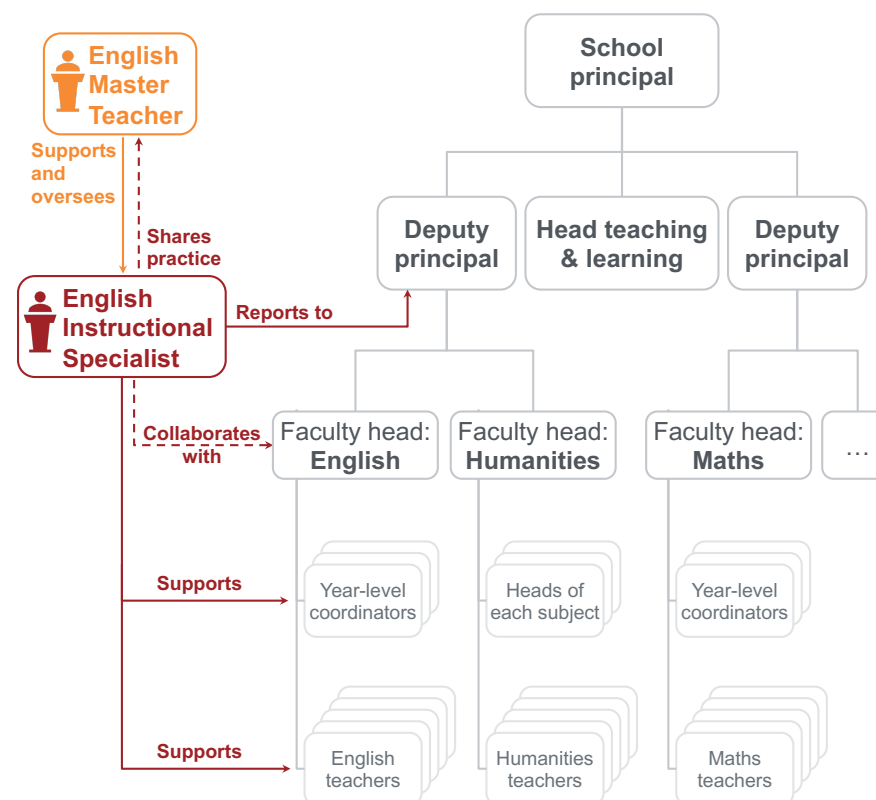 English
Master
Teacher
School
principal
Supports
and
oversees
Shares
practice
Deputy
principal
Head teaching
& learning
Deputy
principal
English
Instructional
Specialist
Reports to
Collaborates
with
Faculty head:
English
Faculty head:
Humanities
Faculty head:
Maths
...
Supports
Year-level
coordinators
Heads of
each subject
Year-level
coordinators
Supports
English
teachers
Humanities
teachers
Maths
teachers